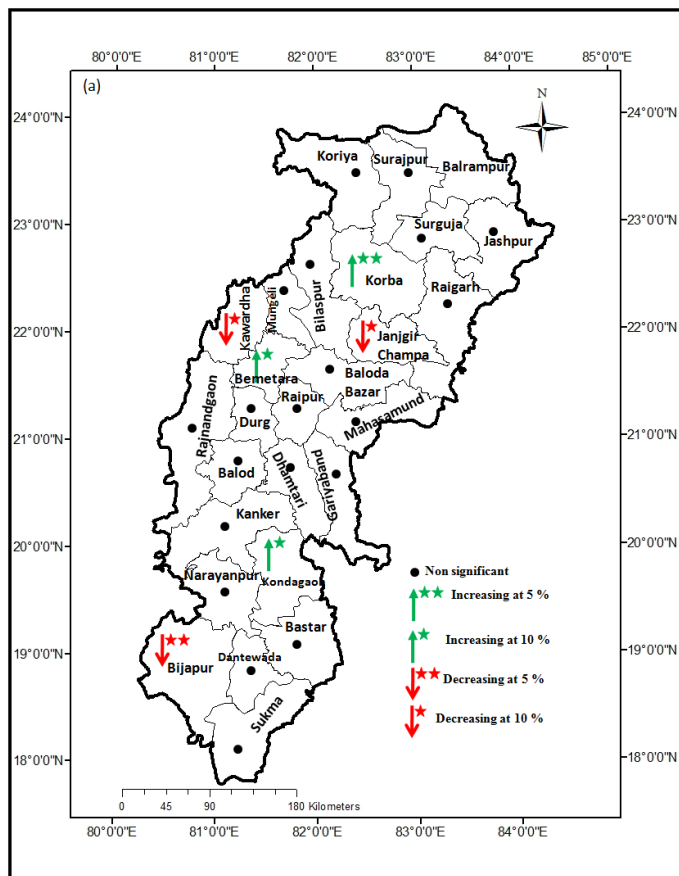 80°0'0"E 81°0'0"E 82°0'0"E 83°0'0"E 84°0'0"E 85°0'0"E
(a)
N
24°0'0"N 24°0'0"N
Koriya Surajpur Balrampur
23°0'0"N 23°0'0"N
Surguja
Jashpur
Korba
Raigarh
Kawardha
Mungeli
Bilaspur
22°0'0"N 22°0'0"N
Janjgir
Champa
Bemetara
Baloda
Bazar
Raipur
Rajnandgaon
Durg
Mahasamund
21°0'0"N 21°0'0"N
Balod
Dhamtari
Gariyaband
Kanker
20°0'0"N 20°0'0"N
Narayanpur
Kondagaon
Non significant
Increasing at 5 %
Increasing at 10 %
Decreasing at 5 %
Decreasing at 10 %
Bastar
19°0'0"N 19°0'0"N
Bijapur
Dantewada
Sukma
18°0'0"N 18°0'0"N
0 45 90 180 Kilometers
80°0'0"E 81°0'0"E 82°0'0"E 83°0'0"E 84°0'0"E